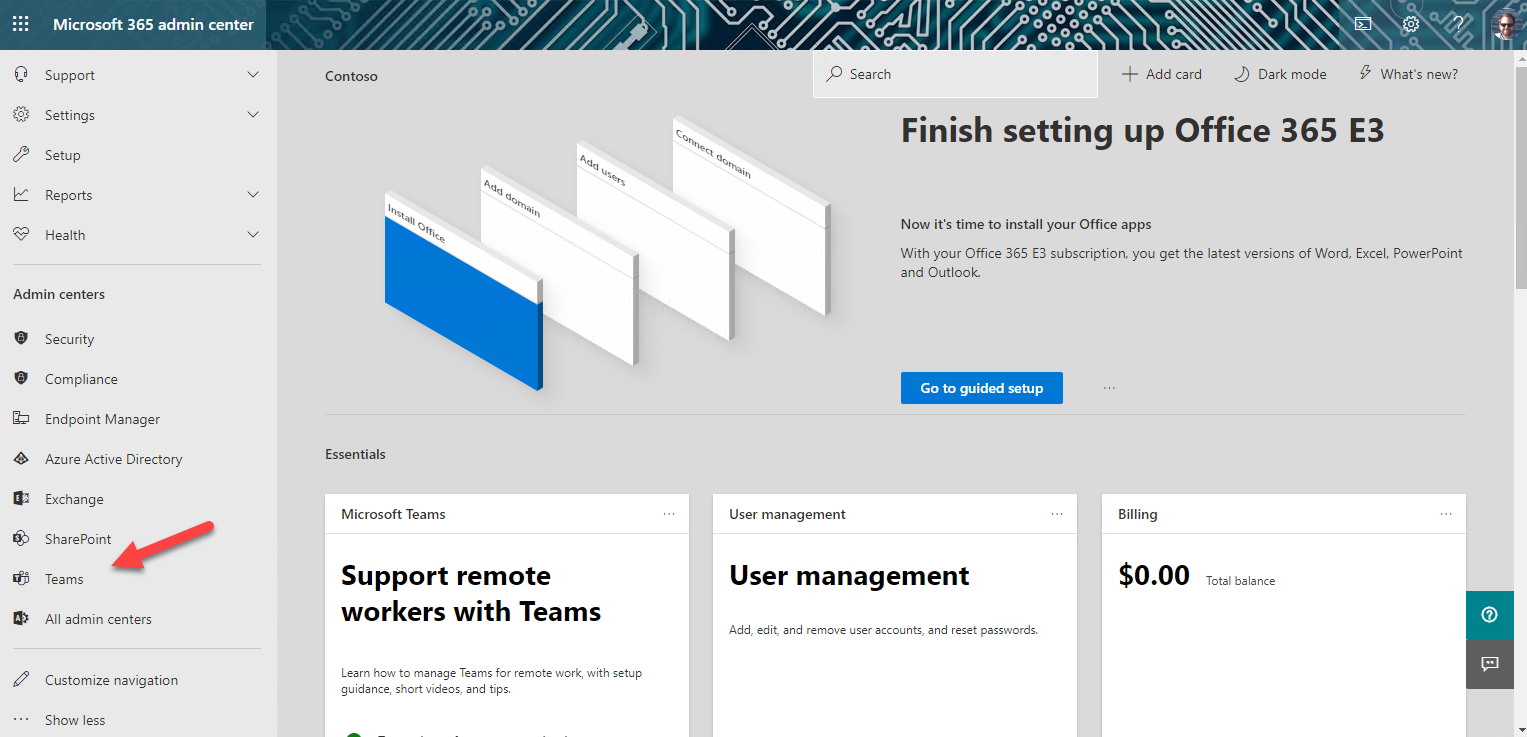 Microsoft 365 admin center
?
Support
Settings
Setup
Reports
Health
Admin centers
Security
Compliance
Endpoint Manager
Azure Active Directory
Exchange
SharePoint
Teams
All admin centers
Customize navigation
Show less
Contoso
Search
Add card
Dark mode
What's new?
Install Office
Add domain
Add users
Connect domain
Finish setting up Office 365 E3
Now it's time to install your Office apps
With your Office 365 E3 subscription, you get the latest versions of Word, Excel, PowerPoint
and Outlook.
Go to guided setup
Essentials
Microsoft Teams
Support remote
workers with Teams
Learn how to manage Teams for remote work, with setup
guidance, short videos, and tips.
User management
User management
Add, edit, and remove user accounts, and reset passwords.
Billing
$0.00 Total balance